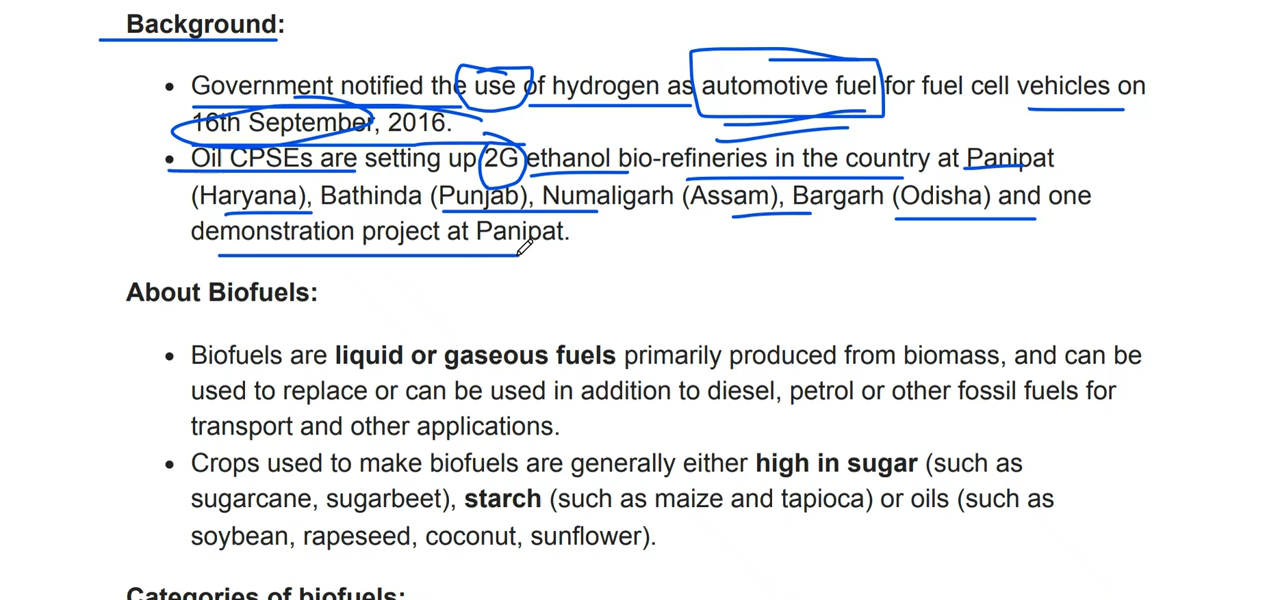 Background:
• Government notified the use of hydrogen as automotive fuel for fuel cell vehicles on
16th September, 2016.
• Oil CPSEs are setting up 2G ethanol bio-refineries in the country at Panipat
(Haryana), Bathinda (Punjab), Numaligarh (Assam), Bargarh (Odisha) and one
demonstration project at Panipat.
About Biofuels:
• Biofuels are liquid or gaseous fuels primarily produced from biomass, and can be
used to replace or can be used in addition to diesel, petrol or other fossil fuels for
transport and other applications.
• Crops used to make biofuels are generally either high in sugar (such as
sugarcane, sugarbeet), starch (such as maize and tapioca) or oils (such as
soybean, rapeseed, coconut, sunflower).
Categories of biofuels: